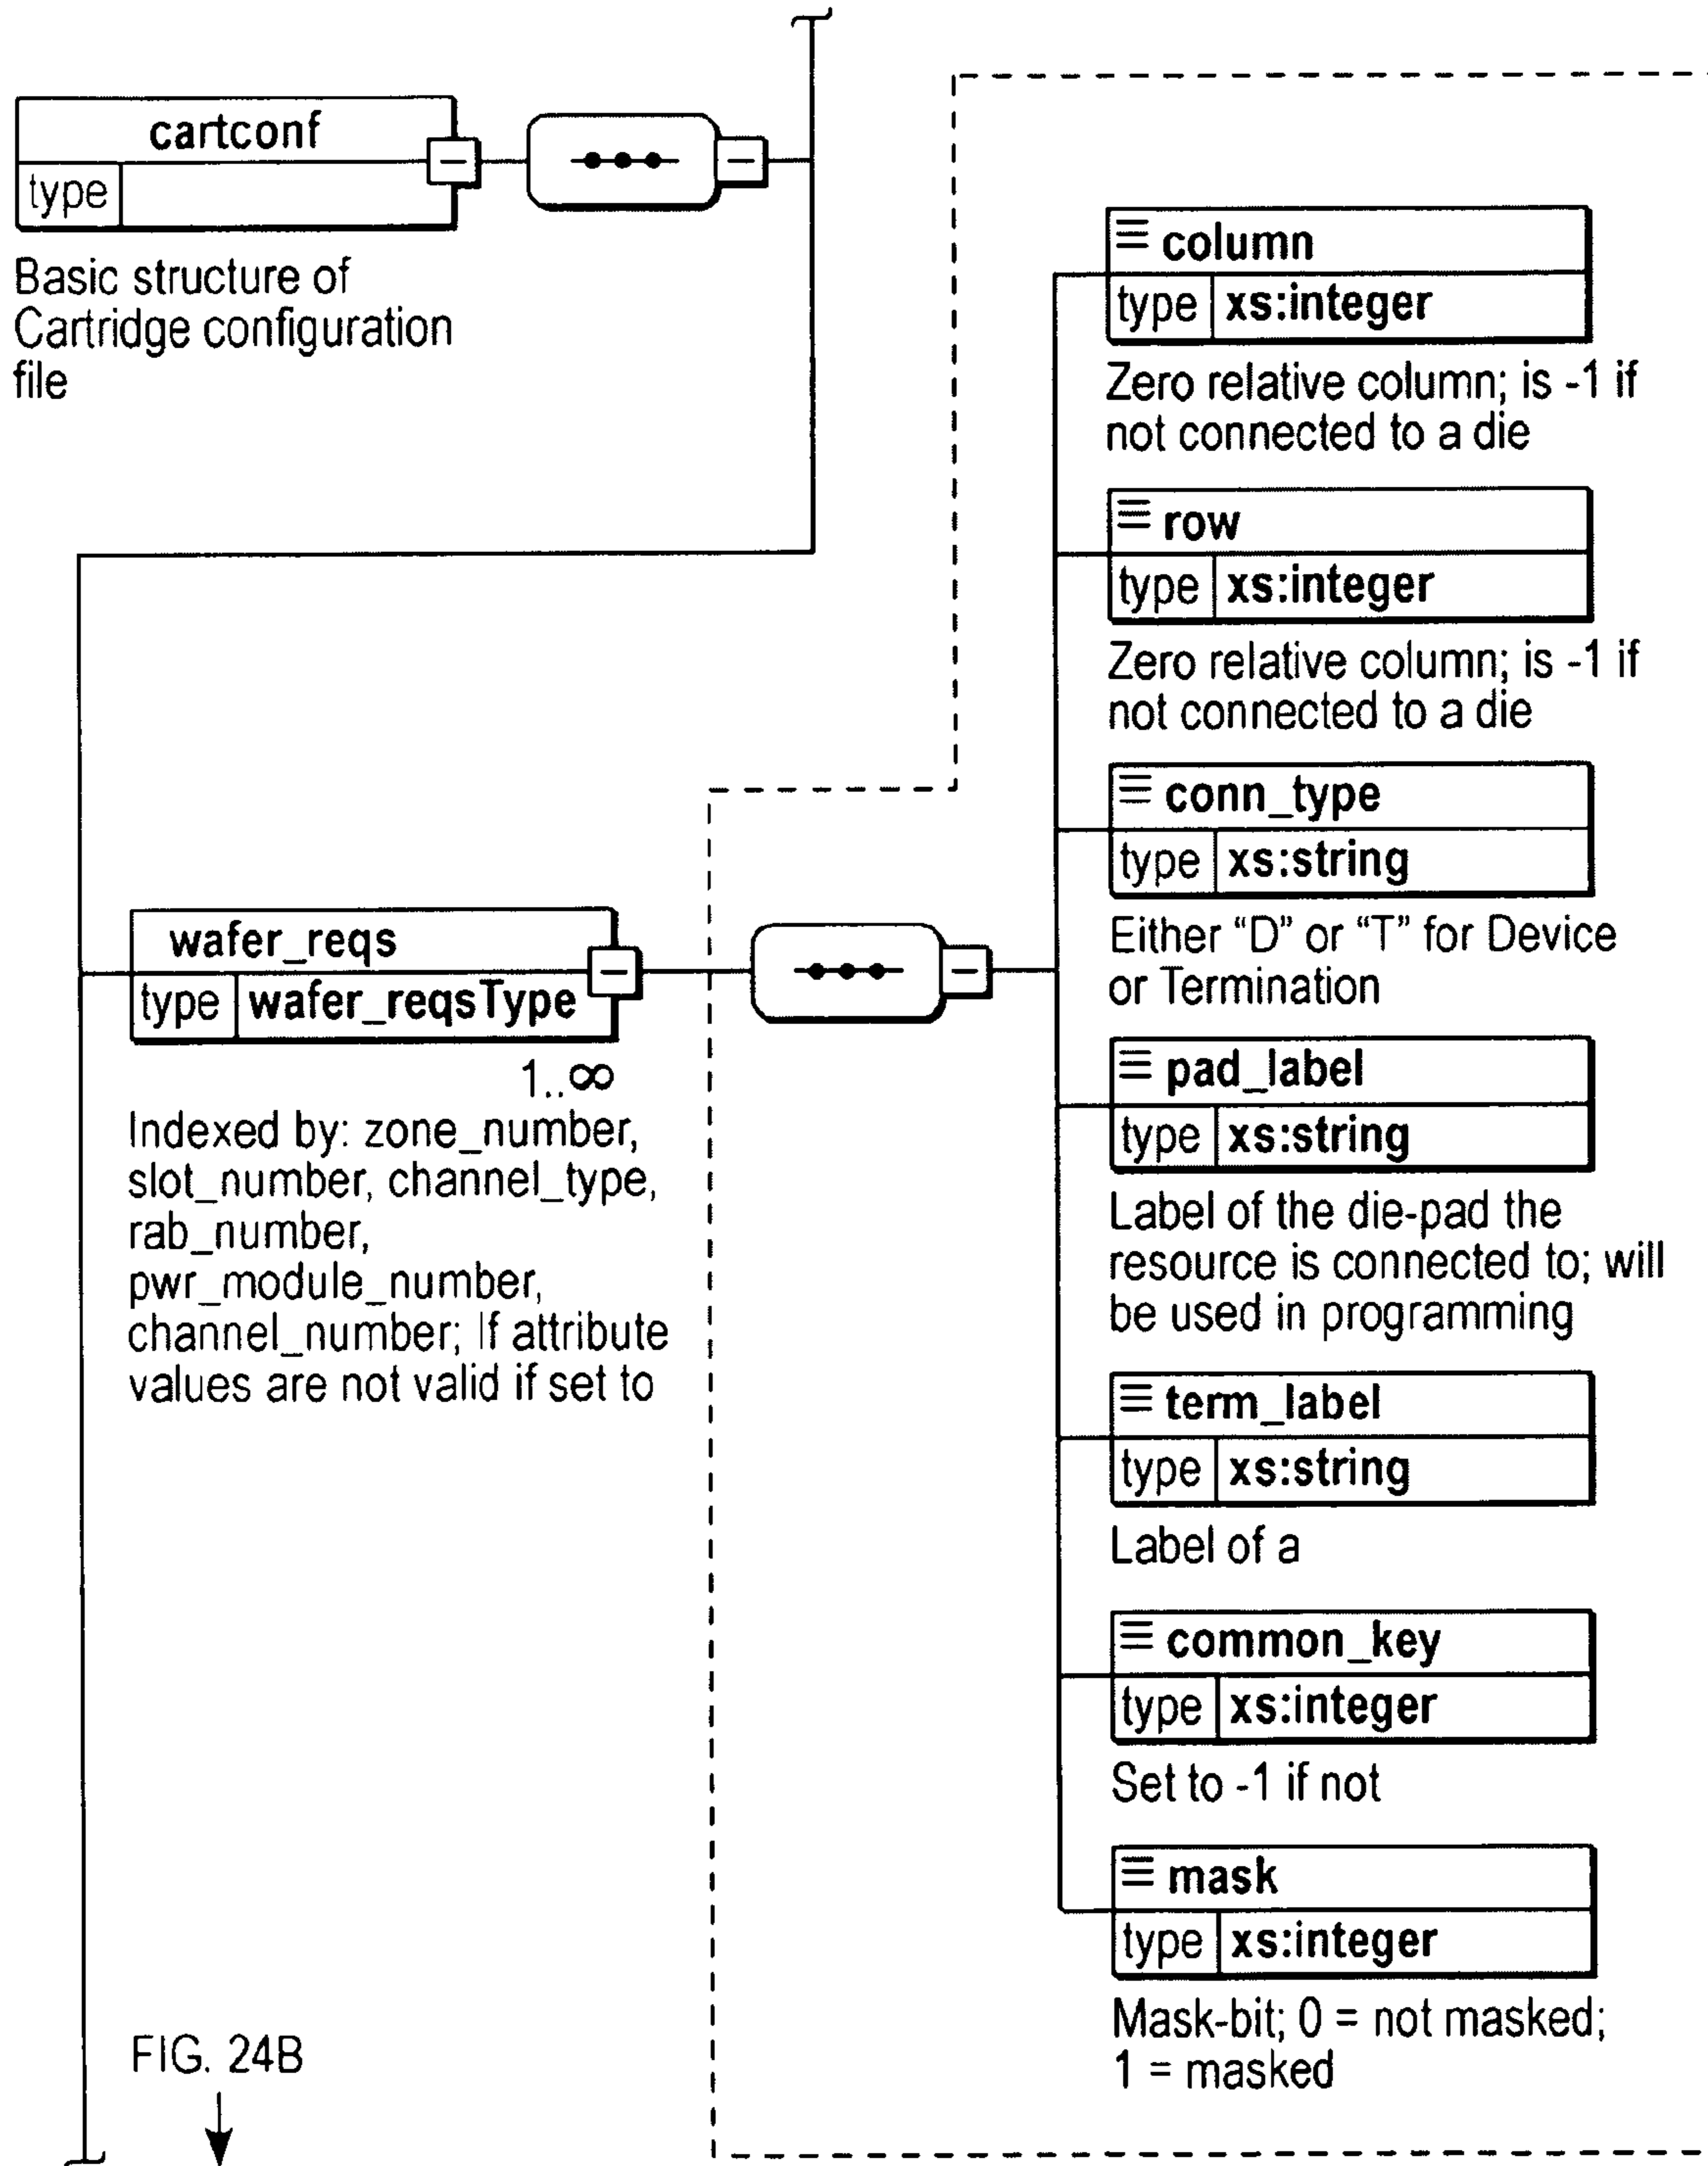 cartconf
type
Basic structure of
Cartridge configuration
file
column
type xs:integer
Zero relative column; is -1 if
not connected to a die
row
type xs:integer
Zero relative column; is -1 if
not connected to a die
conn_type
type xs:string
Either “D” or “T” for Device
or Termination
wafer_reqs
type wafer_reqsType
1..∞
Indexed by: zone_number,
slot_number, channel_type,
rab_number,
pwr_module_number,
channel_number; If attribute
values are not valid if set to
pad_label
type xs:string
Label of the die-pad the
resource is connected to; will
be used in programming
term_label
type xs:string
Label of a
common_key
type xs:integer
Set to -1 if not
mask
type xs:integer
Mask-bit; 0 = not masked;
1 = masked
FIG. 24B